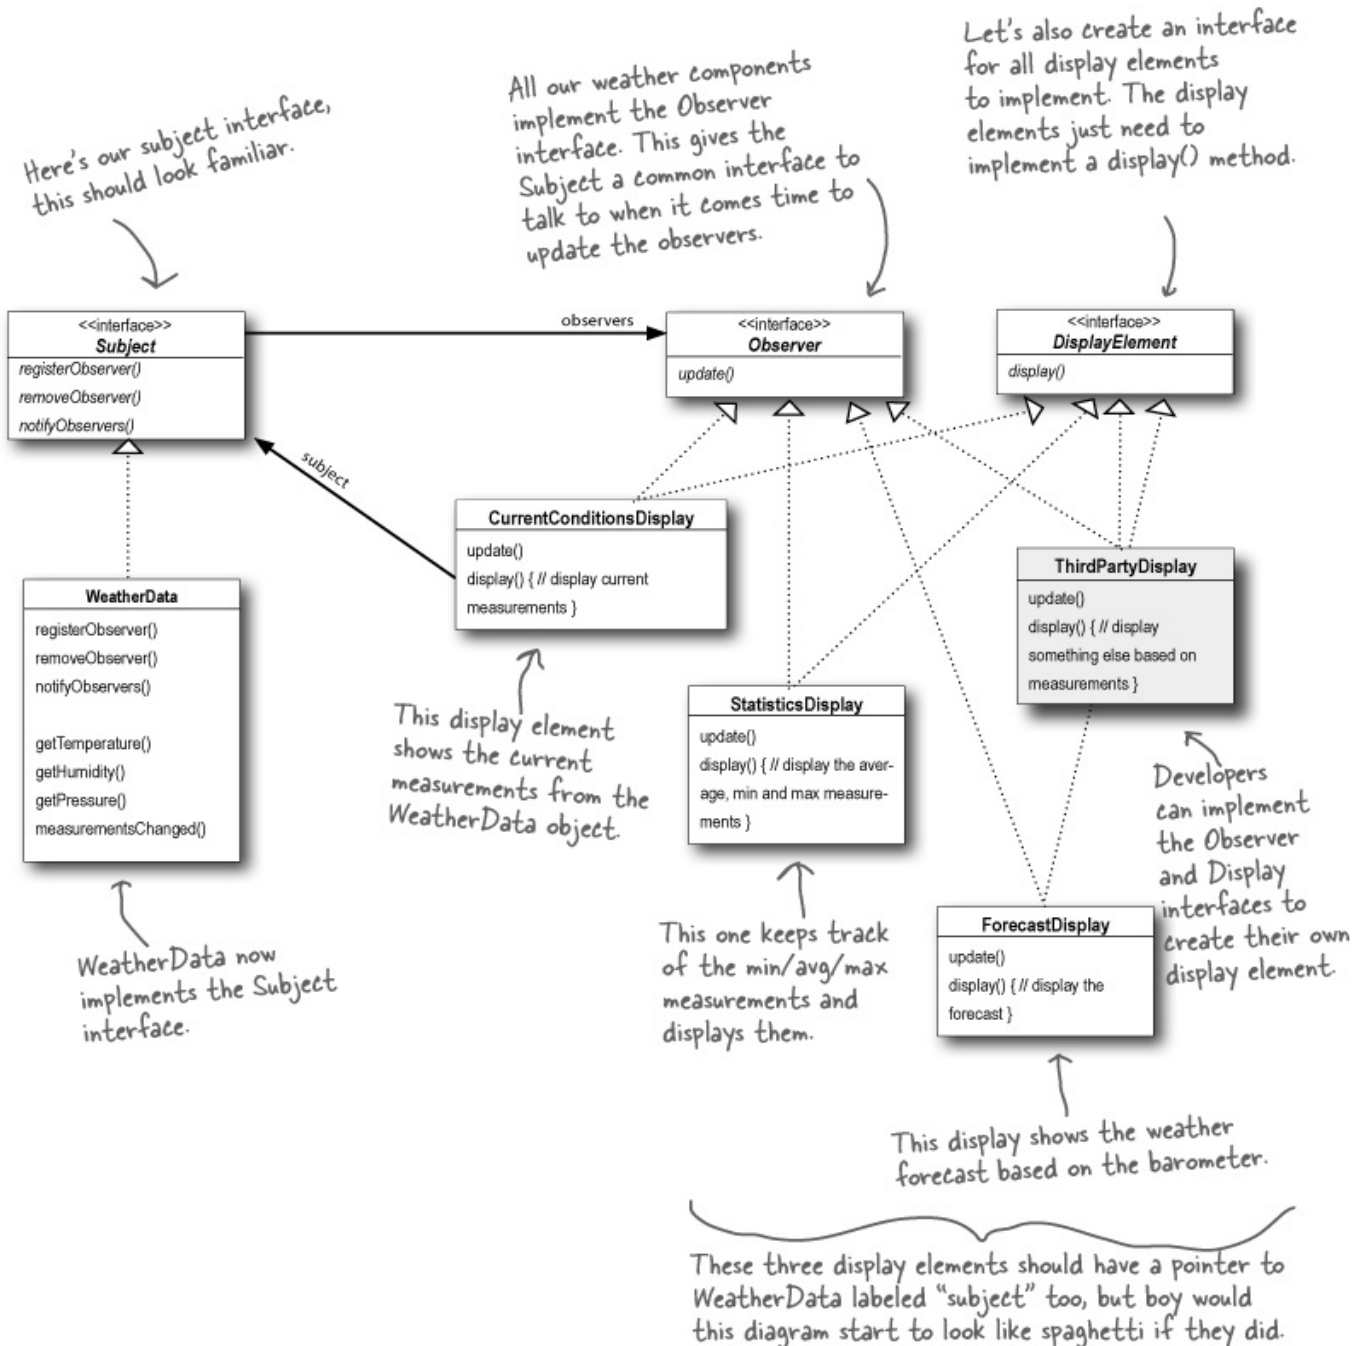 Here's our subject interface,
this should look familiar.
All our weather components
implement the Observer
interface. This gives the
Subject a common interface to
talk to when it comes time to
update the observers.
Let's also create an interface
for all display elements
to implement. The display
elements just need to
implement a display() method.
<<interface>>
Subject
registerObserver()
removeObserver()
notifyObservers()
observers
<<interface>>
Observer
update()
<<interface>>
DisplayElement
display()
subject
CurrentConditionsDisplay
update()
display() { // display current
measurements }
WeatherData
registerObserver()
removeObserver()
notifyObservers()
getTemperature()
getHumidity()
getPressure()
measurementsChanged()
ThirdPartyDisplay
update()
display() { // display
something else based on
measurements }
StatisticsDisplay
update()
display() { // display the aver-
age, min and max measure-
ments }
This display element
shows the current
measurements from the
WeatherData object.
Developers
can implement
the Observer
and Display
interfaces to
create their own
display element.
ForecastDisplay
update()
display() { // display the
forecast }
WeatherData now
implements the Subject
interface.
This one keeps track
of the min/avg/max
measurements and
displays them.
This display shows the weather
forecast based on the barometer.
These three display elements should have a pointer to
WeatherData labeled “subject” too, but boy would
this diagram start to look like spaghetti if they did.